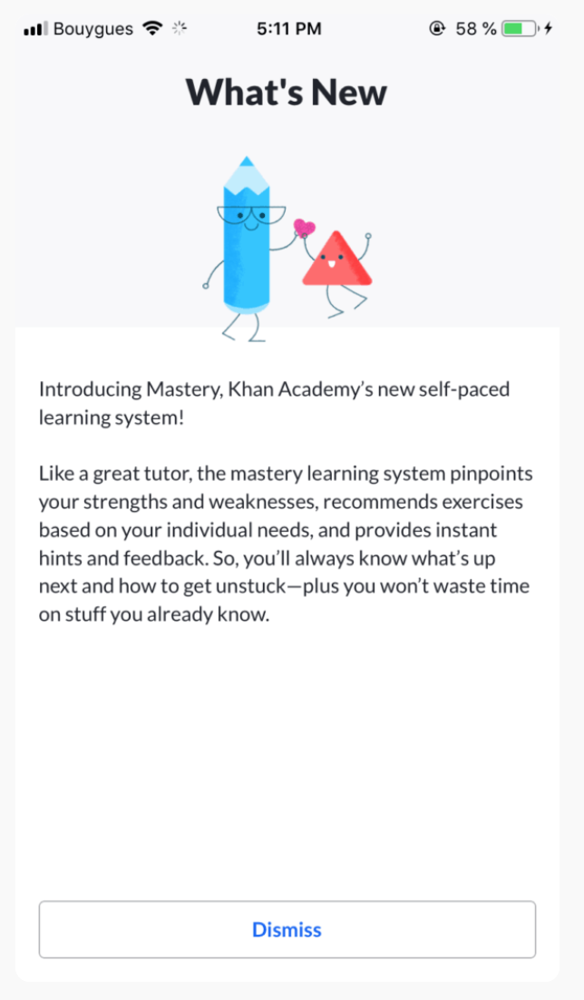 Bouygues 5:11 PM 58 %
What's New
Introducing Mastery, Khan Academy’s new self-paced
learning system!
Like a great tutor, the mastery learning system pinpoints
your strengths and weaknesses, recommends exercises
based on your individual needs, and provides instant
hints and feedback. So, you’ll always know what’s up
next and how to get unstuck—plus you won’t waste time
on stuff you already know.
Dismiss